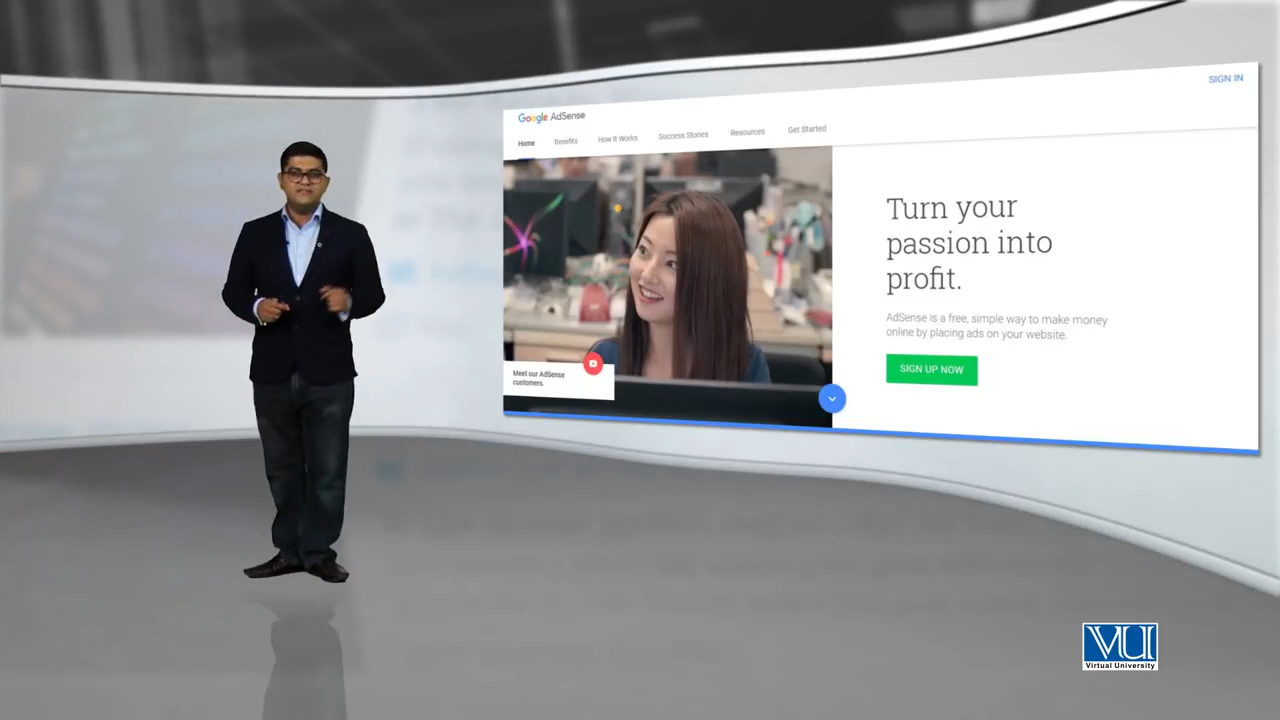 SIGN IN
Google AdSense
Home Benefits How It Works Success Stories Resources Get Started
Turn your
passion into
profit.
AdSense is a free, simple way to make money
online by placing ads on your website.
SIGN UP NOW
Meet our AdSense
customers.
VU
Virtual University